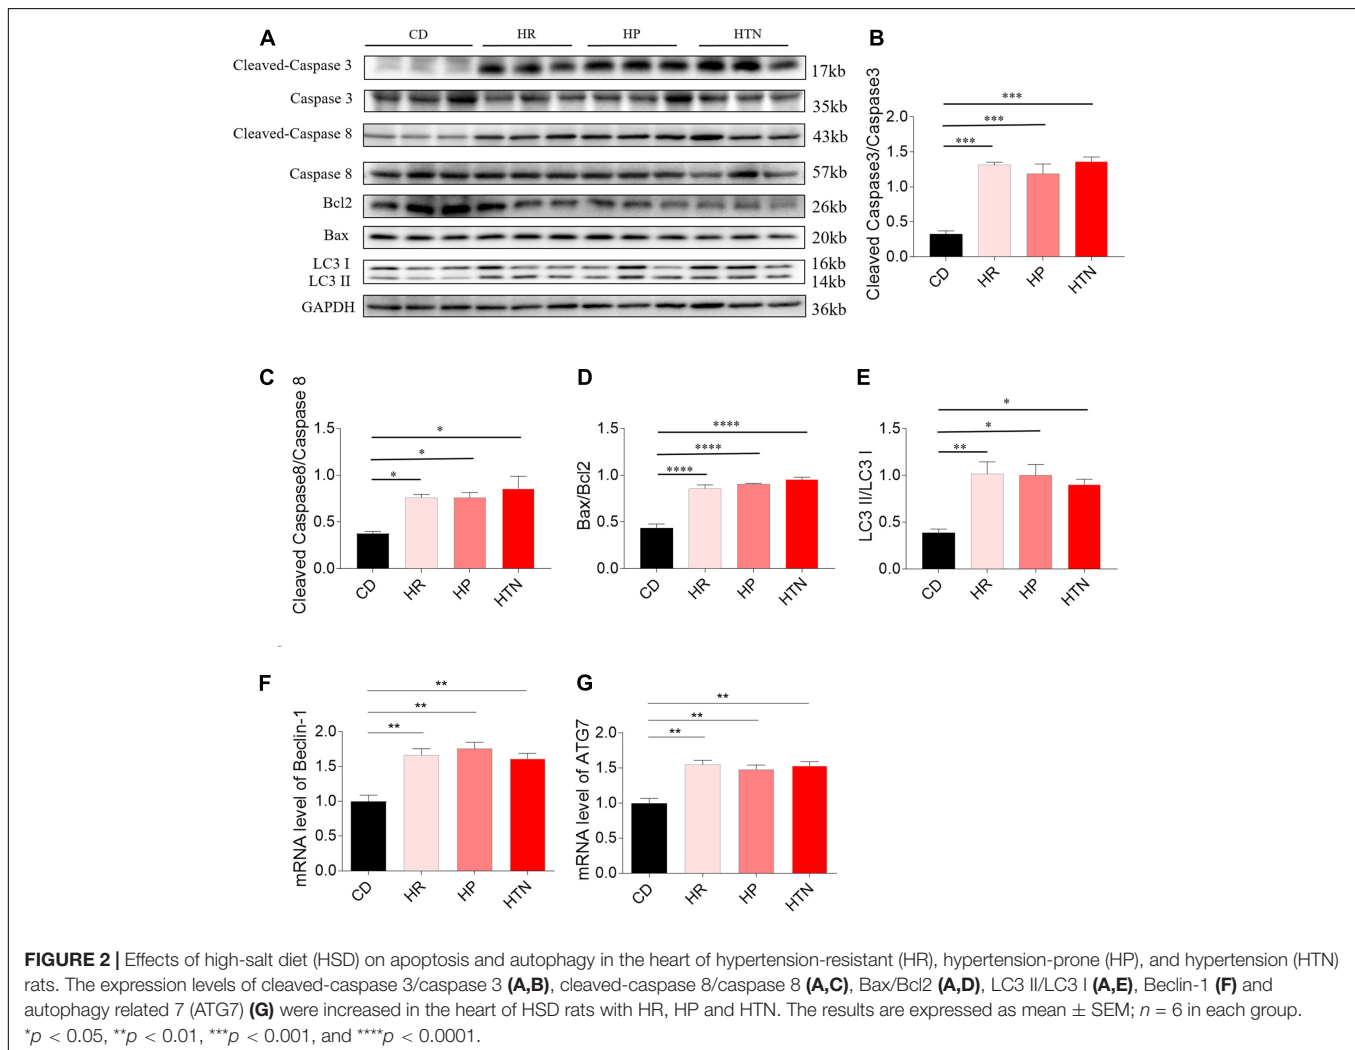 A
CD HR HP HTN
Cleaved-Caspase 3 17kb
Caspase 3 35kb
Cleaved-Caspase 8 43kb
Caspase 8 57kb
Bcl2 26kb
Bax 20kb
LC3 I 16kb
LC3 II 14kb
GAPDH 36kb
B
Cleaved Caspase3/Caspase3
2.0
1.5
1.0
0.5
0.0
***
***
***
CD HR HP HTN
C
Cleaved Caspase8/Caspase 8
1.5
1.0
0.5
0.0
*
*
*
CD HR HP HTN
D
Bax/Bcl2
1.5
1.0
0.5
0.0
****
****
****
CD HR HP HTN
E
LC3 II/LC3 I
1.5
1.0
0.5
0.0
*
*
**
CD HR HP HTN
F
mRNA level of Beclin-1
2.0
1.5
1.0
0.5
0.0
**
**
**
CD HR HP HTN
G
mRNA level of ATG7
2.0
1.5
1.0
0.5
0.0
**
**
**
CD HR HP HTN
FIGURE 2 | Effects of high-salt diet (HSD) on apoptosis and autophagy in the heart of hypertension-resistant (HR), hypertension-prone (HP), and hypertension (HTN)
rats. The expression levels of cleaved-caspase 3/caspase 3 (A,B), cleaved-caspase 8/caspase 8 (A,C), Bax/Bcl2 (A,D), LC3 II/LC3 I (A,E), Beclin-1 (F) and
autophagy related 7 (ATG7) (G) were increased in the heart of HSD rats with HR, HP and HTN. The results are expressed as mean ± SEM; n = 6 in each group.
*p < 0.05, **p < 0.01, ***p < 0.001, and ****p < 0.0001.